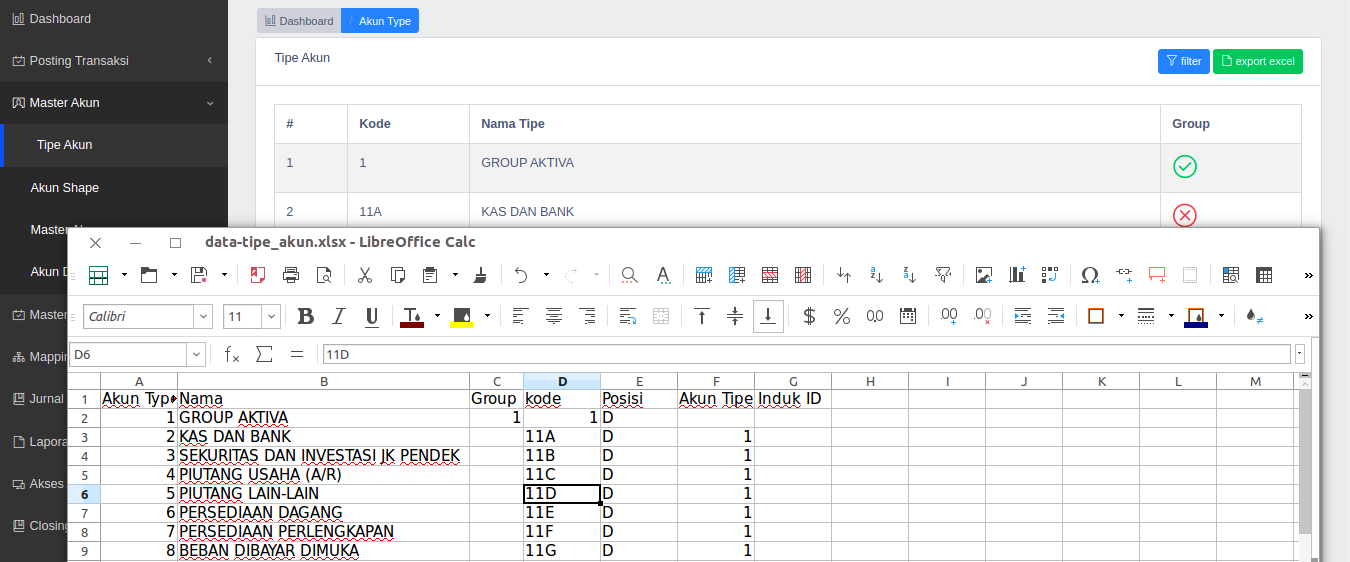 Dashboard
Dashboard / Akun Type
Posting Transaksi
Tipe Akun
filter
export excel
Master Akun
# Kode Nama Tipe Group
Tipe Akun
1 1 GROUP AKTIVA
Akun Shape
2 11A KAS DAN BANK
Master
Akun
Master
Mappin
Jurnal
Lapora
Akses
Closing
data-tipe_akun.xlsx - LibreOffice Calc
Calibri 11
D6 11D
A B C D E F G H I J K L M
1 Akun Type Nama Group kode Posisi Akun Tipe Induk ID
2 1 GROUP AKTIVA 1 1 D
3 2 KAS DAN BANK 11A D 1
4 3 SEKURITAS DAN INVESTASI JK PENDEK 11B D 1
5 4 PIUTANG USAHA (A/R) 11C D 1
6 5 PIUTANG LAIN-LAIN 11D D 1
7 6 PERSEDIAAN DAGANG 11E D 1
8 7 PERSEDIAAN PERLENGKAPAN 11F D 1
9 8 BEBAN DIBAYAR DIMUKA 11G D 1